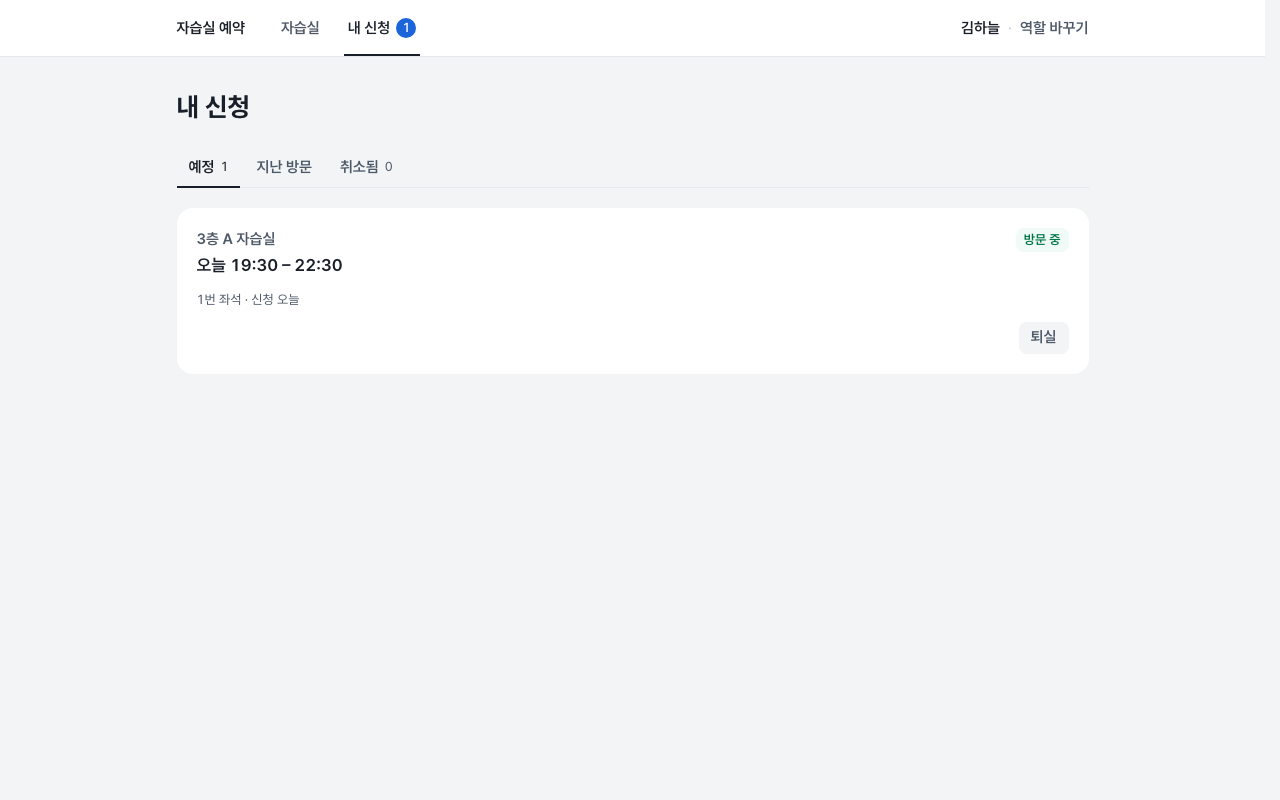 자습실 예약 자습실 내 신청 1 김하늘 · 역할 바꾸기
내 신청
예정 1 지난 방문 취소됨 0
3층 A 자습실 방문 중
오늘 19:30 – 22:30
1번 좌석 · 신청 오늘
퇴실